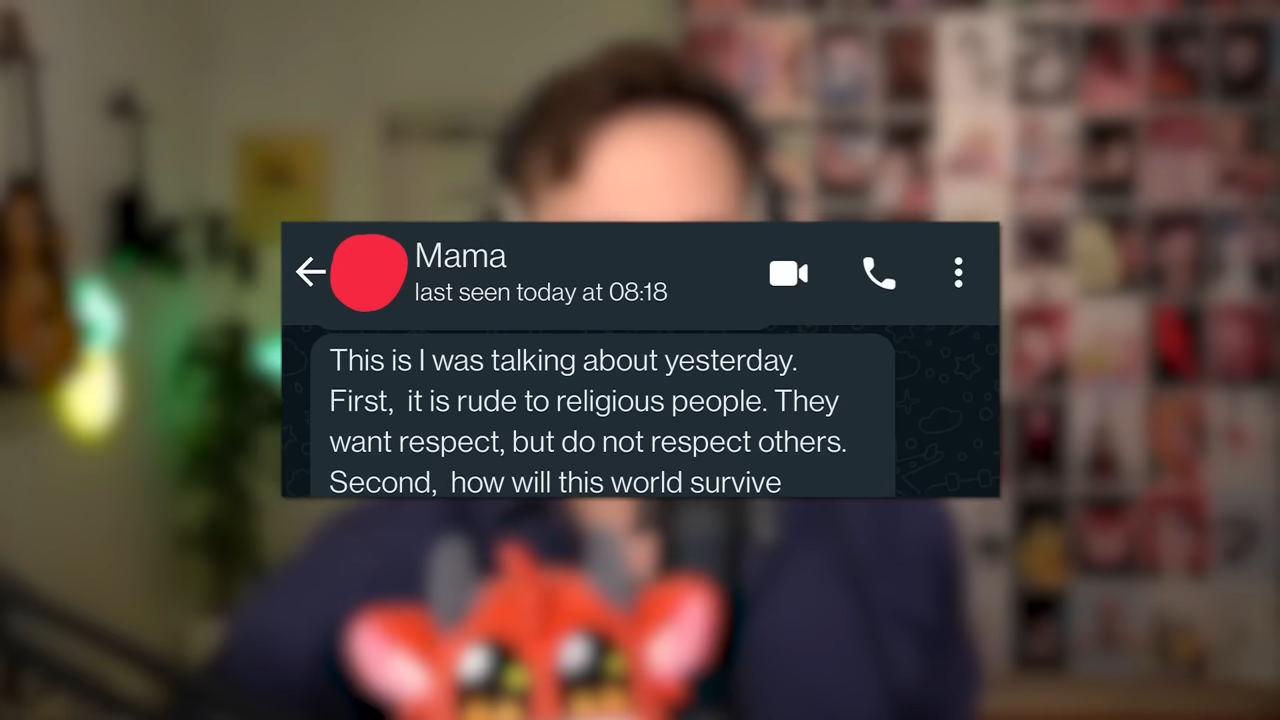 Mama
last seen today at 08:18
This is I was talking about yesterday.
First,  it is rude to religious people. They
want respect, but do not respect others.
Second,  how will this world survive